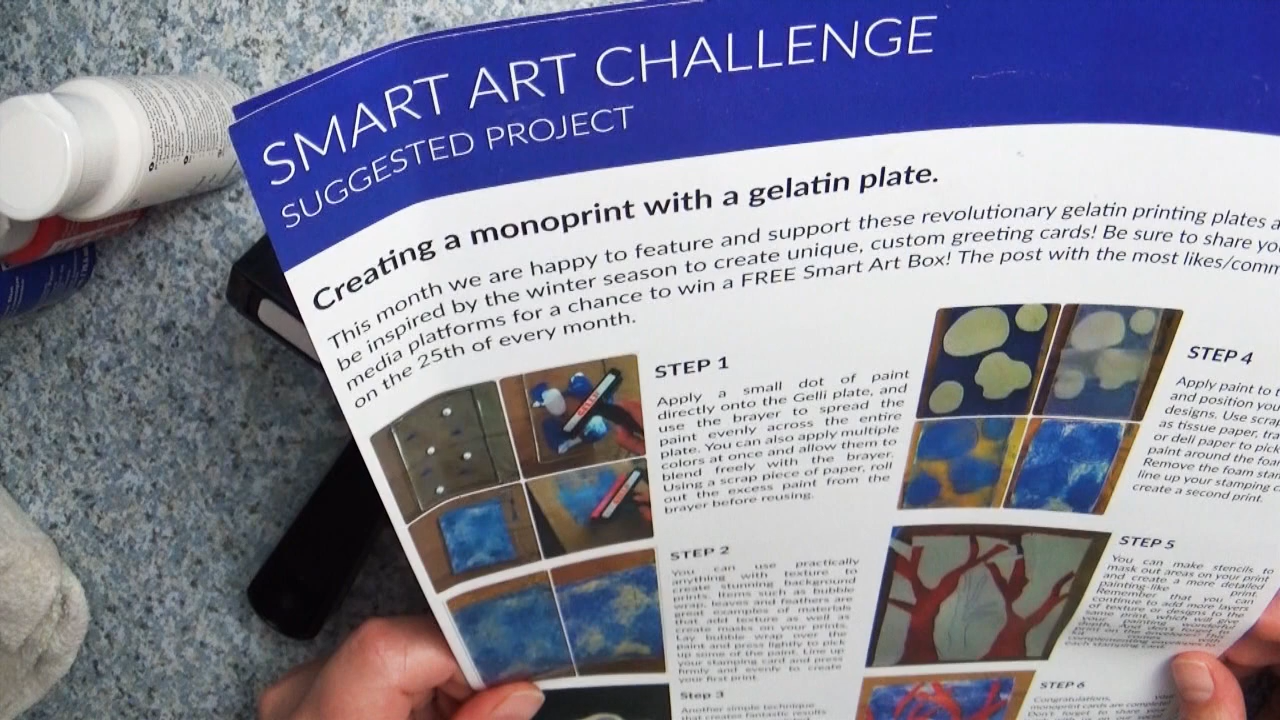 SMART ART CHALLENGE
SUGGESTED PROJECT
Creating a monoprint with a gelatin plate.
This month we are happy to feature and support these revolutionary gelatin printing plates
be inspired by the winter season to create unique, custom greeting cards! Be sure to share
media platforms for a chance to win a FREE Smart Art Box! The post with the most likes/comm
on the 25th of every month.
STEP 1
Apply a small dot of paint
directly onto the Gelli plate, and
use the brayer to spread the
paint evenly across the entire
plate. You can also apply multiple
colors at once and allow them to
blend freely with the brayer.
Using a scrap piece of paper, roll
out the excess paint from the
brayer before reusing.
STEP 2
You can use practically
anything with texture to
create stunning background
prints. Items such as bubble
wrap, leaves and feathers are
great examples of materials
that add texture as well as
create masks on your prints.
Lay bubble wrap over the
paint and press lightly to pick
up some of the paint. Line up
your stamping card and press
firmly and evenly to create
your first print.
Step 3
Another simple technique
that creates fantastic results
STEP 4
Apply paint to
and position you
designs. Use scrap
as tissue paper, tra
or deli paper to pick
paint around the foam
Remove the foam stam
line up your stamping c
create a second print.
STEP 5
You can make stencils to
mask out areas on your print
and create a more detailed
painting-like print.
Remember that you can
continue to add more layers
of texture or designs to the
same print which will give
your
STEP 6
Congratulations, your
monoprint cards are complete
Don't forget to share your